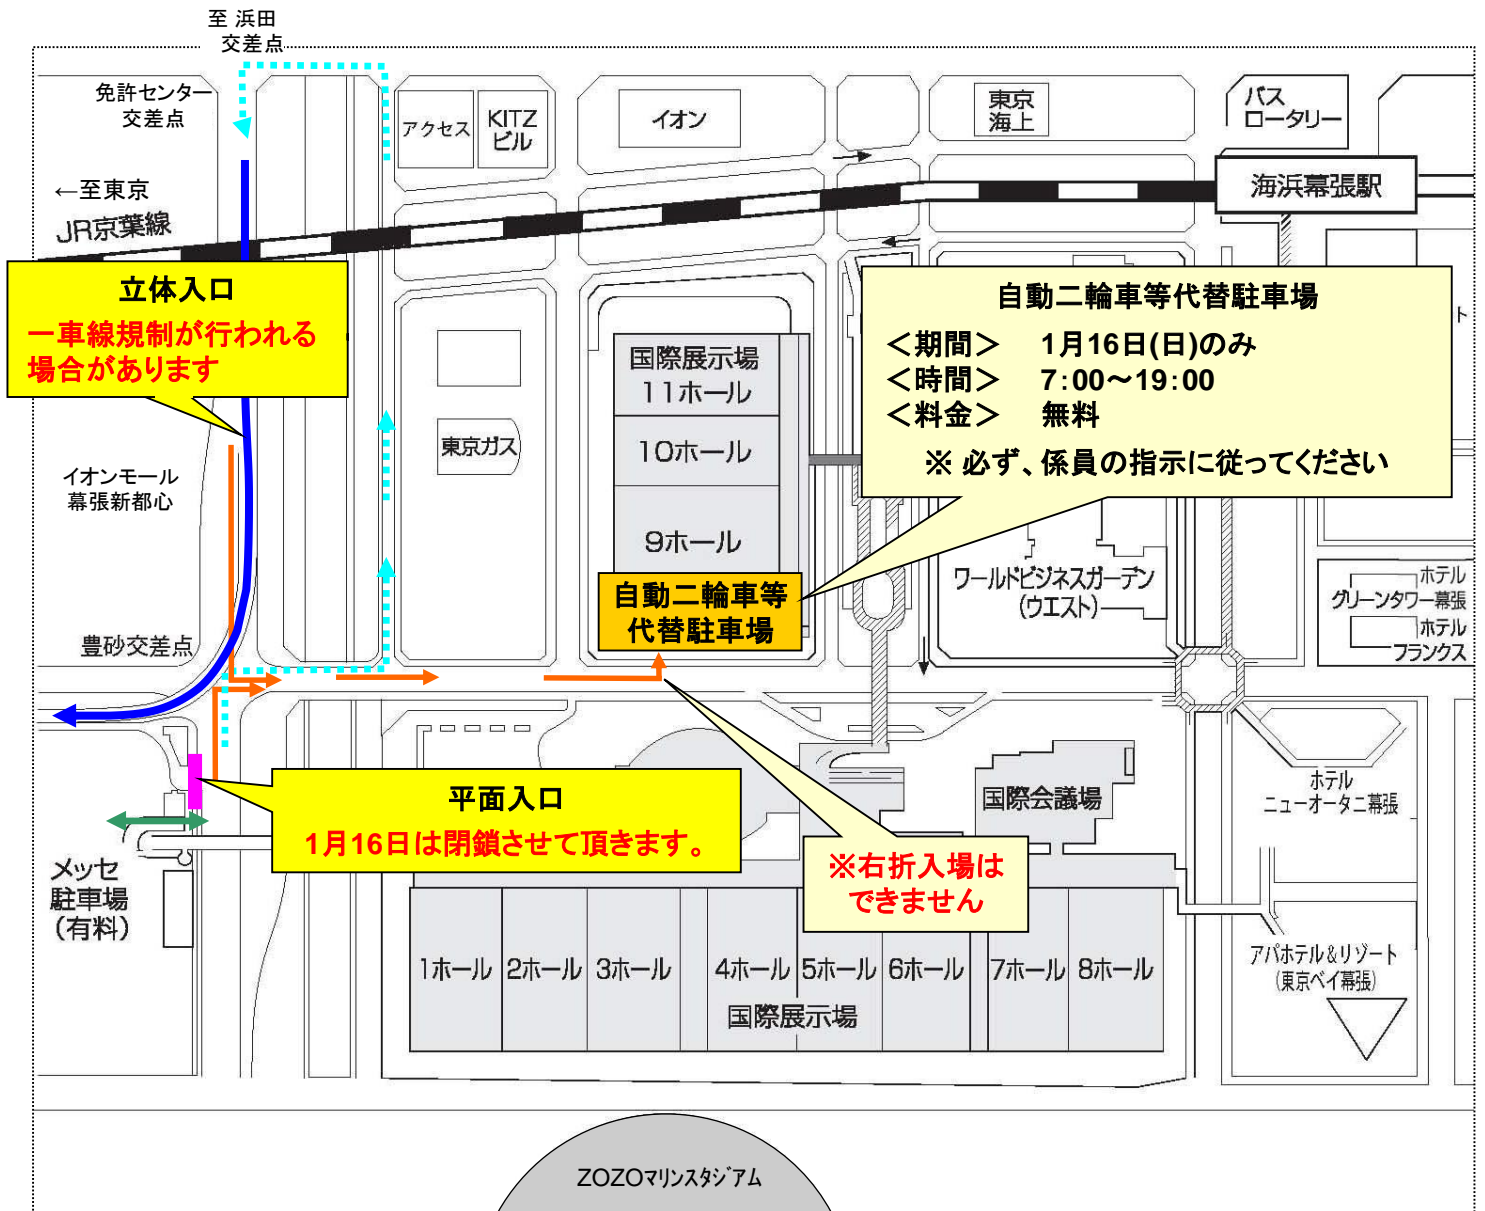 至 浜田
交差点
免許センター
交差点
アクセス
KITZ
ビル
イオン
東京
海上
バス
ロータリー
←至東京
JR京葉線
海浜幕張駅
立体入口
一車線規制が行われる
場合があります
自動二輪車等代替駐車場
＜期間＞ 1月16日(日)のみ
＜時間＞ 7:00～19:00
＜料金＞ 無料
※ 必ず、係員の指示に従ってください
ト
国際展示場
11ホール
10ホール
9ホール
東京ガス
イオンモール
幕張新都心
自動二輪車等
代替駐車場
ワールドビジネスガーデン
(ウエスト)
ホテル
グリーンタワー幕張
ホテル
フランクス
豊砂交差点
平面入口
1月16日は閉鎖させて頂きます。
国際会議場
ホテル
ニューオータニ幕張
※右折入場は
できません
メッセ
駐車場
(有料)
1ホール
2ホール
3ホール
4ホール
5ホール
6ホール
7ホール
8ホール
国際展示場
アパホテル&リゾート
(東京ベイ幕張)
ZOZOマリンスタジアム